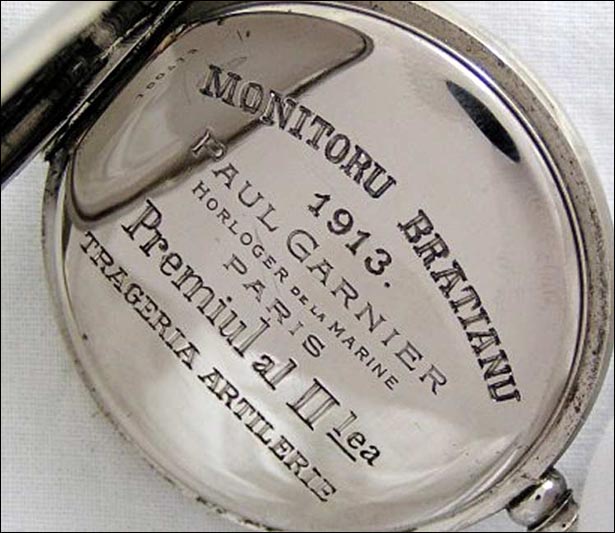 MONITORU BRATIANU
1913.
PAUL GARNIER
HORLOGER DE LA MARINE
PARIS
Premiul al II lea
TRAGERIA ARTILERIE